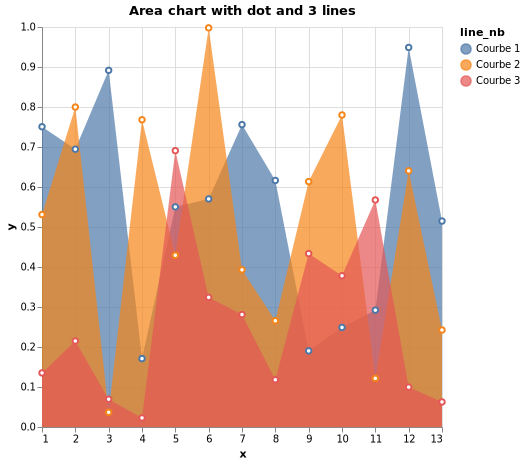 Area chart with dot and 3 lines
line_nb
Courbe 1
Courbe 2
Courbe 3
y
1.0
0.9
0.8
0.7
0.6
0.5
0.4
0.3
0.2
0.1
0.0
1 2 3 4 5 6 7 8 9 10 11 12 13
x